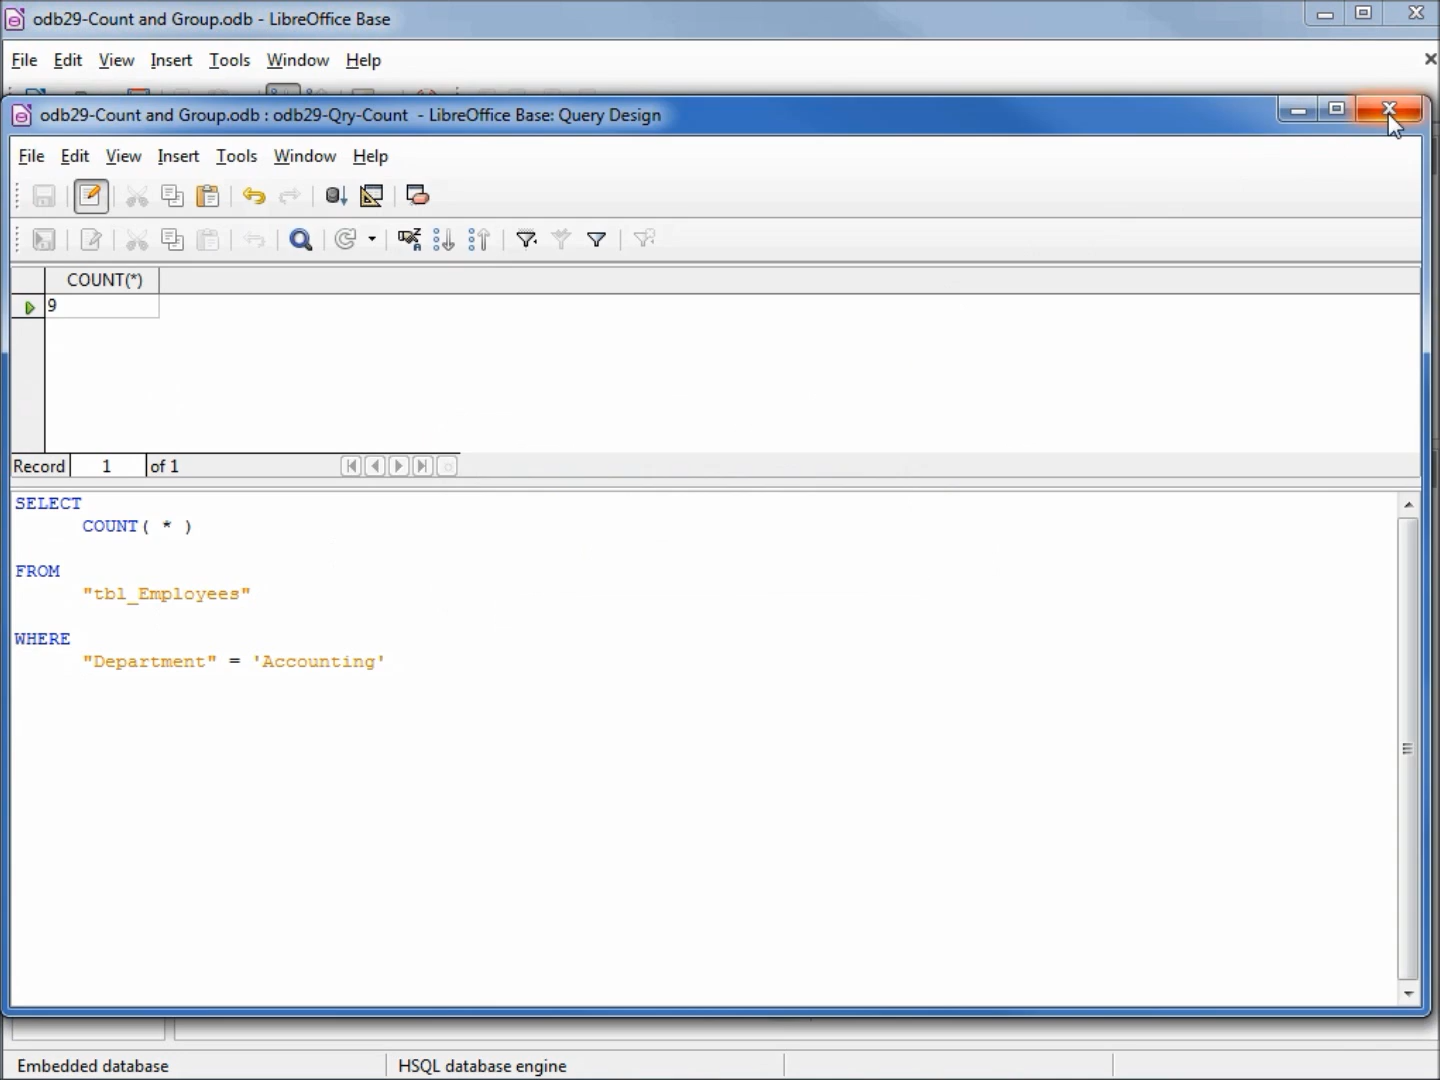 odb29-Count and Group.odb - LibreOffice Base
File Edit View Insert Tools Window Help
odb29-Count and Group.odb : odb29-Qry-Count - LibreOffice Base: Query Design
File Edit View Insert Tools Window Help
COUNT(*)
9
Record 1 of 1
SELECT
COUNT( * )
FROM
"tbl_Employees"
WHERE
"Department" = 'Accounting'
Embedded database HSQL database engine